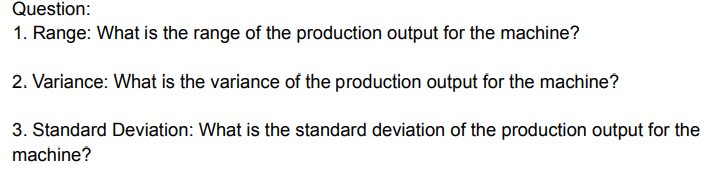 Question:
1. Range: What is the range of the production output for the machine?
2. Variance: What is the variance of the production output for the machine?
3. Standard Deviation: What is the standard deviation of the production output for the
machine?